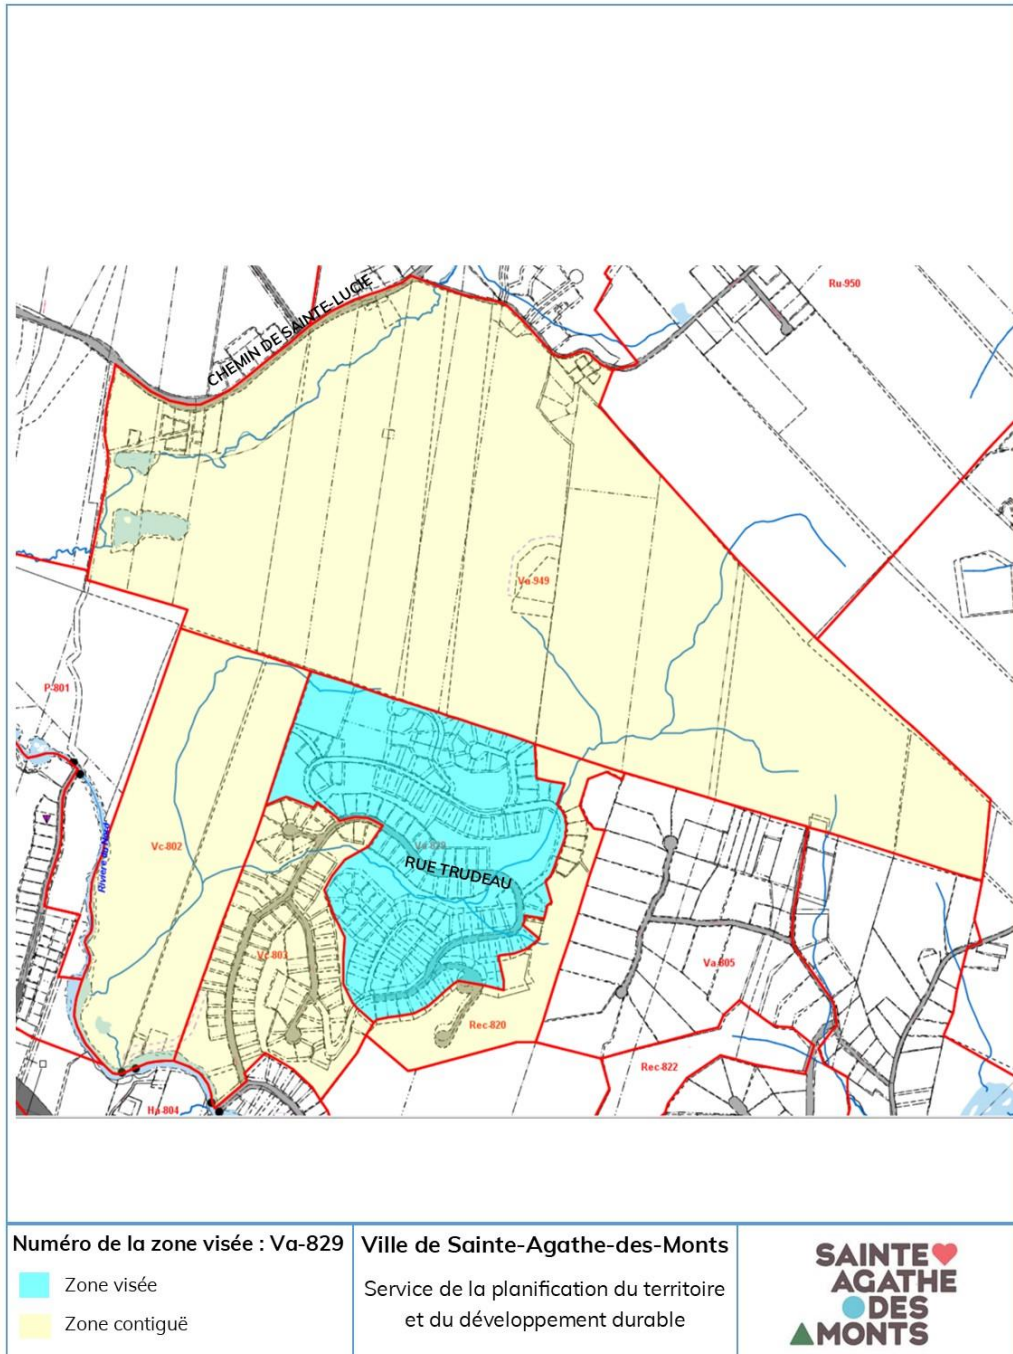 Ru-950
CHEMIN DE SAINTE-LUCIE
Va-949
P-801
Vc-802
RUE TRUDEAU
Vc-803
Va-805
Rec-820
Rec-822
Ha-804
Numéro de la zone visée : Va-829
Zone visée
Zone contiguë
Ville de Sainte-Agathe-des-Monts
Service de la planification du territoire
et du développement durable
SAINTE
AGATHE
DES
MONTS